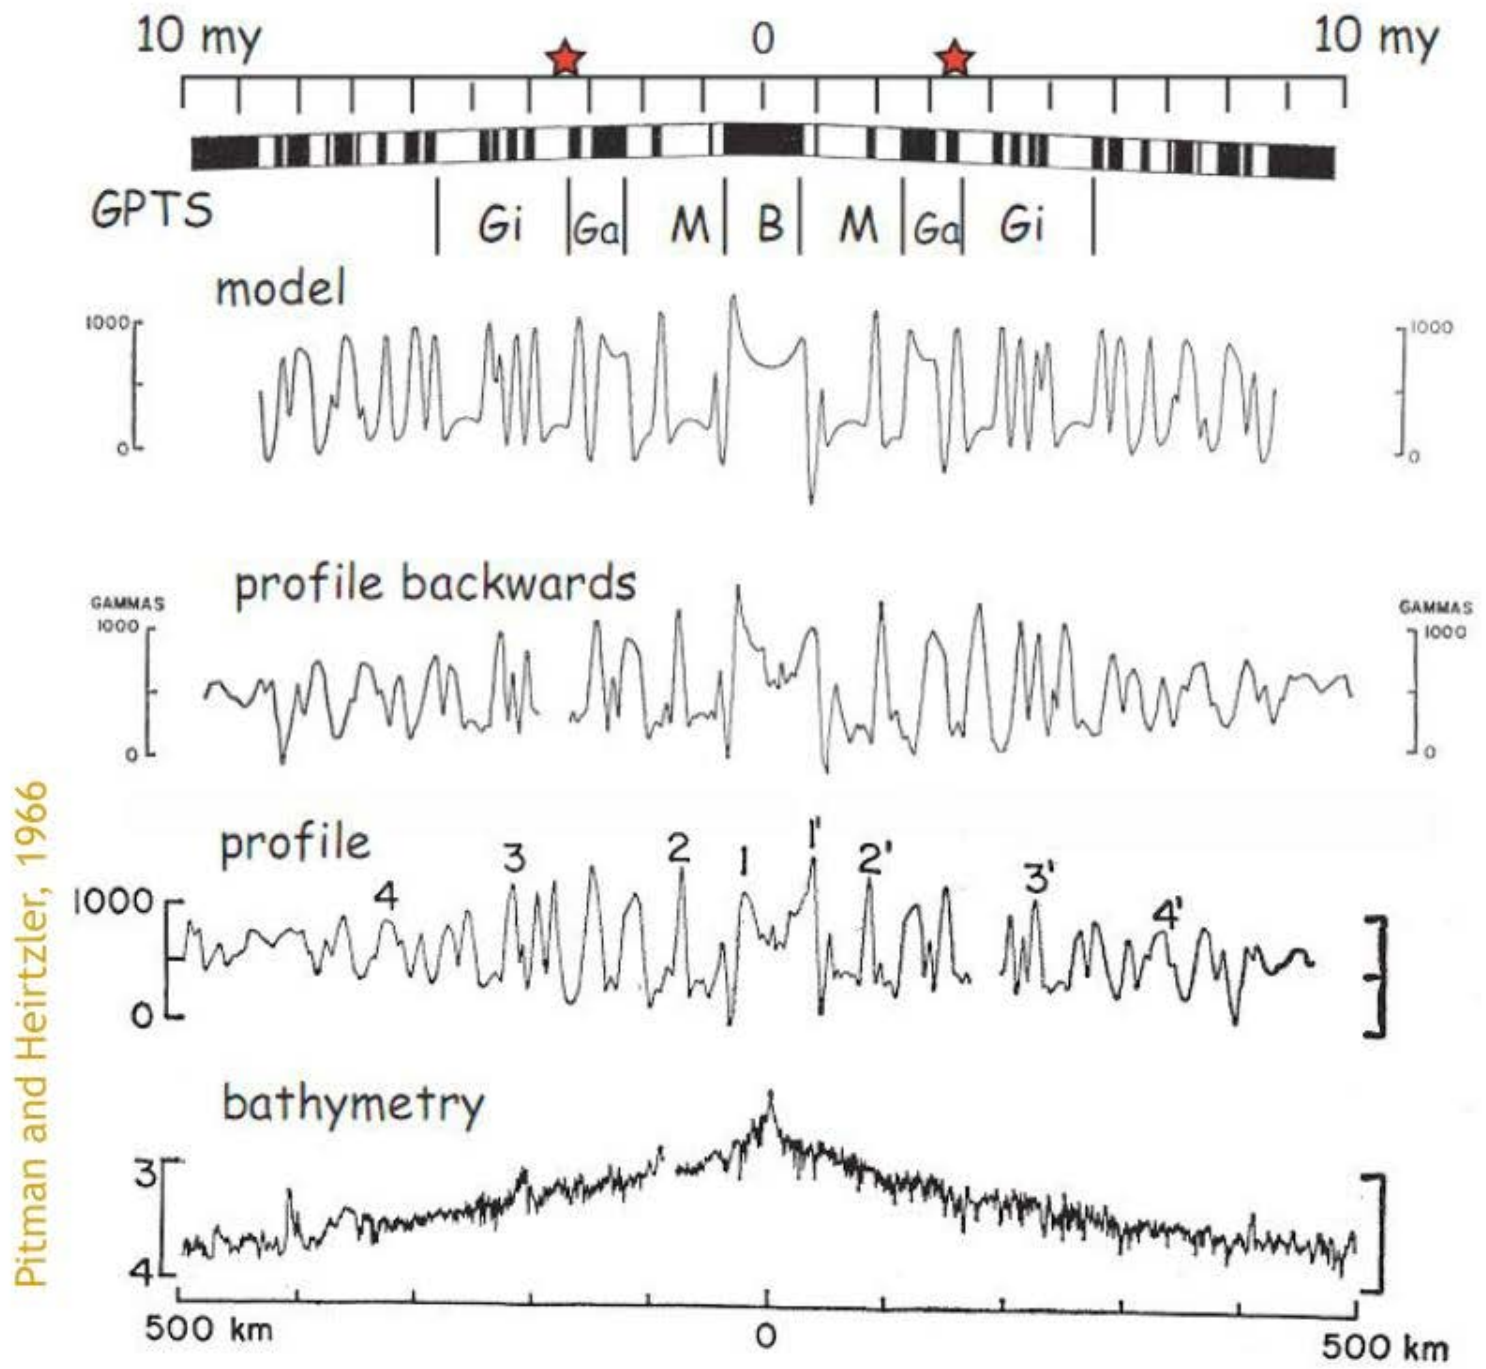 10 my 0 10 my
GPTS
Gi Ga M B M Ga Gi
model
1000 1000
0 0
profile backwards
GAMMAS GAMMAS
1000 1000
0 0
Pitman and Heirtzler, 1966
profile
4 3 2 1 1' 2' 3' 4'
1000
0
bathymetry
3
4
500 km 0 500 km